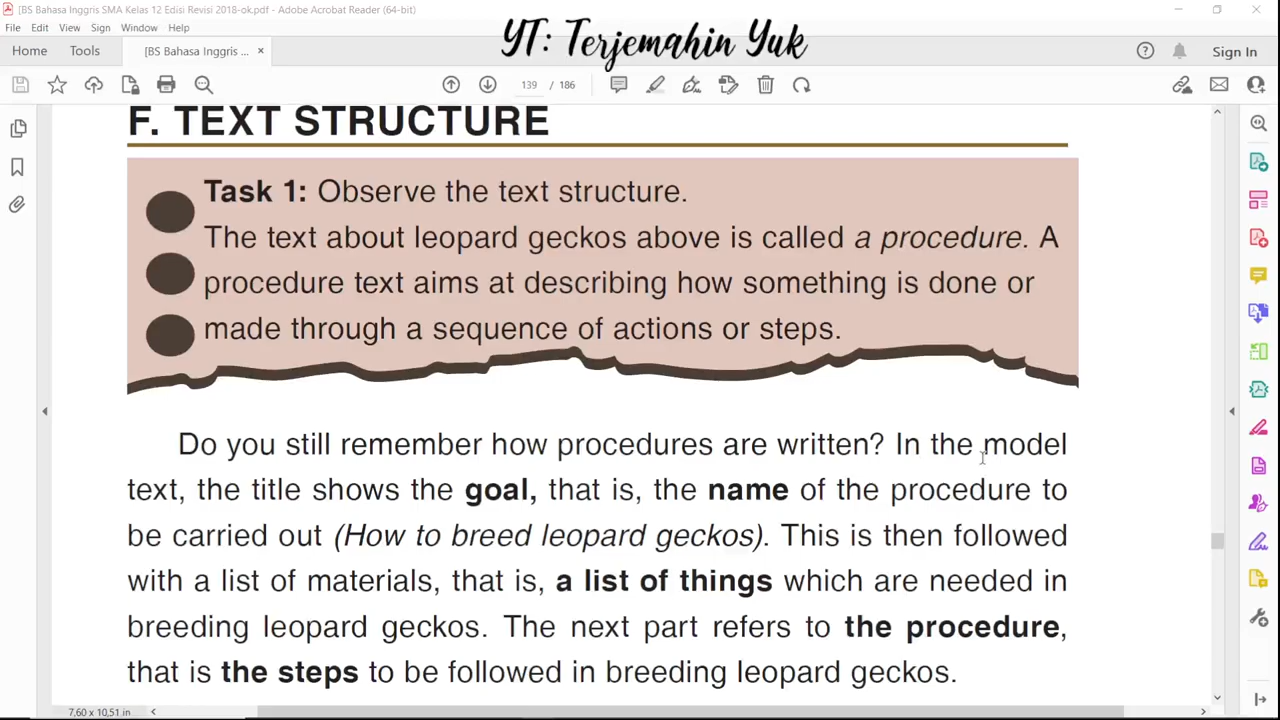 [BS Bahasa Inggris SMA Kelas 12 Edisi Revisi 2018-ok.pdf - Adobe Acrobat Reader (64-bit)
File Edit View Sign Window Help
YT: Terjemahin Yuk
Home Tools [BS Bahasa Inggris ... × Sign In
139 / 186
F. TEXT STRUCTURE
Task 1: Observe the text structure.
The text about leopard geckos above is called a procedure. A
procedure text aims at describing how something is done or
made through a sequence of actions or steps.
Do you still remember how procedures are written? In the model
text, the title shows the goal, that is, the name of the procedure to
be carried out (How to breed leopard geckos). This is then followed
with a list of materials, that is, a list of things which are needed in
breeding leopard geckos. The next part refers to the procedure,
that is the steps to be followed in breeding leopard geckos.
7,60 x 10,51 in